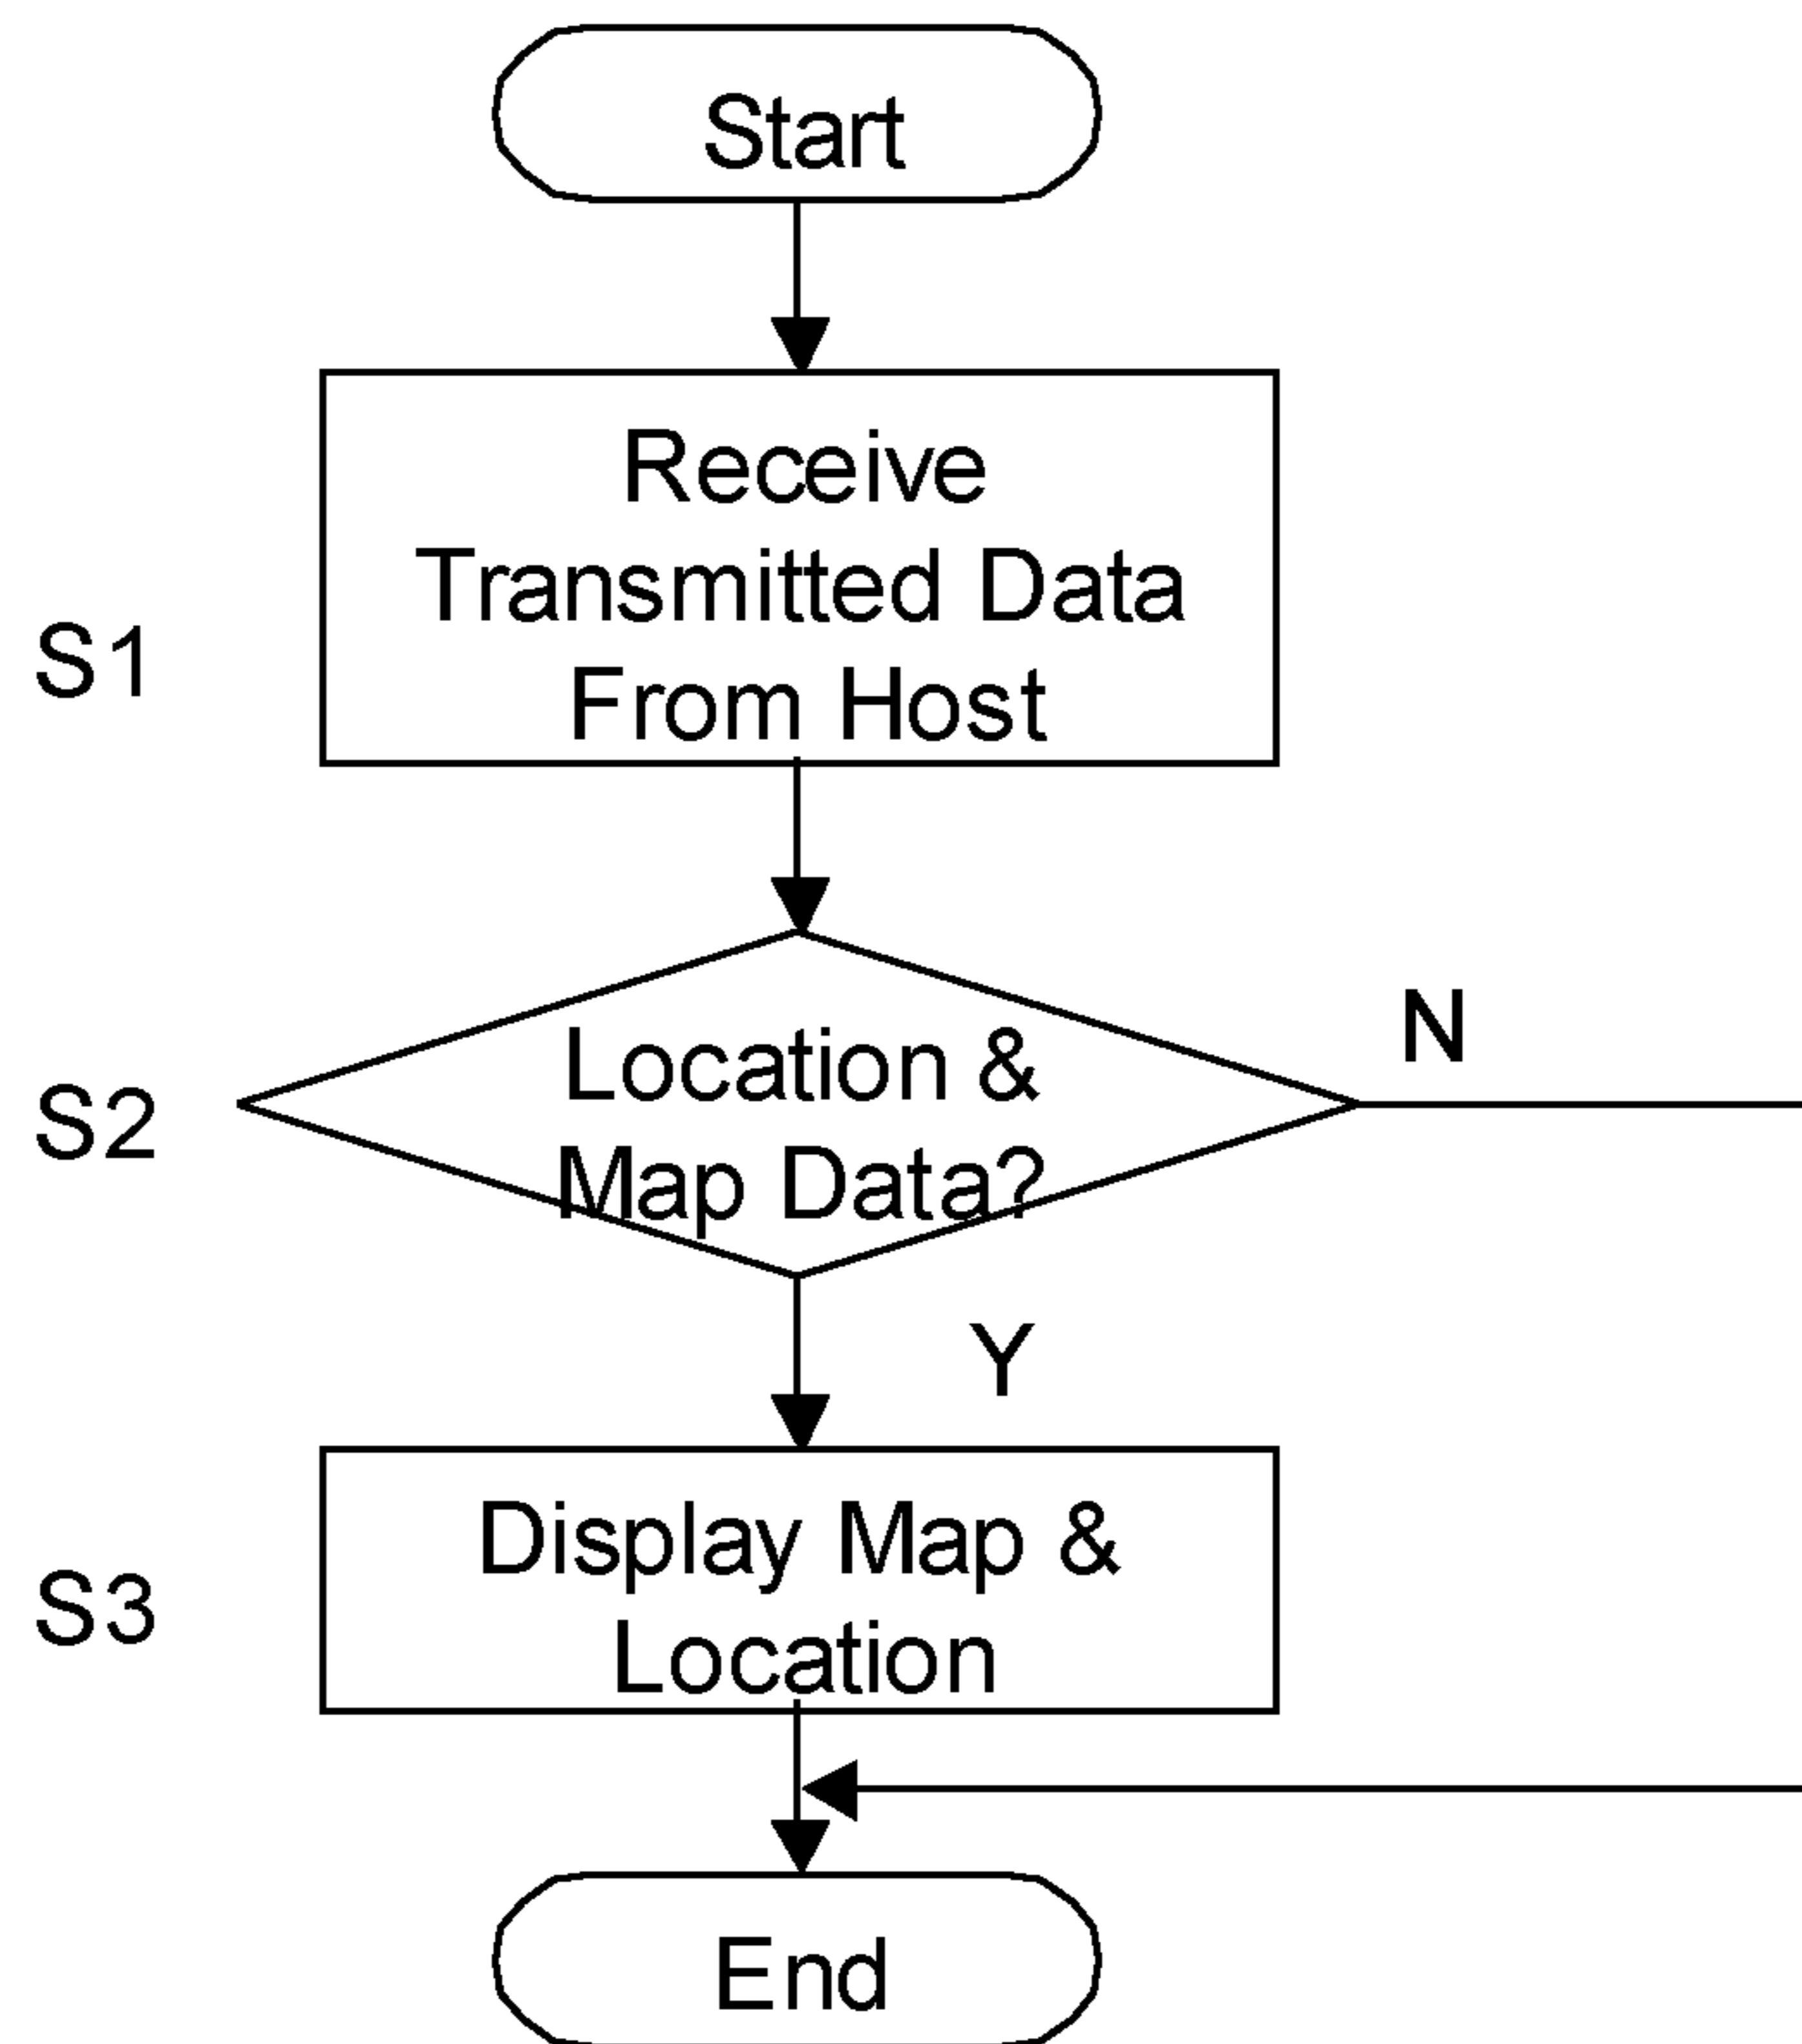 Start
Receive
Transmitted Data
From Host
S1
Location &
Map Data?
N
S2
Y
Display Map &
Location
S3
End